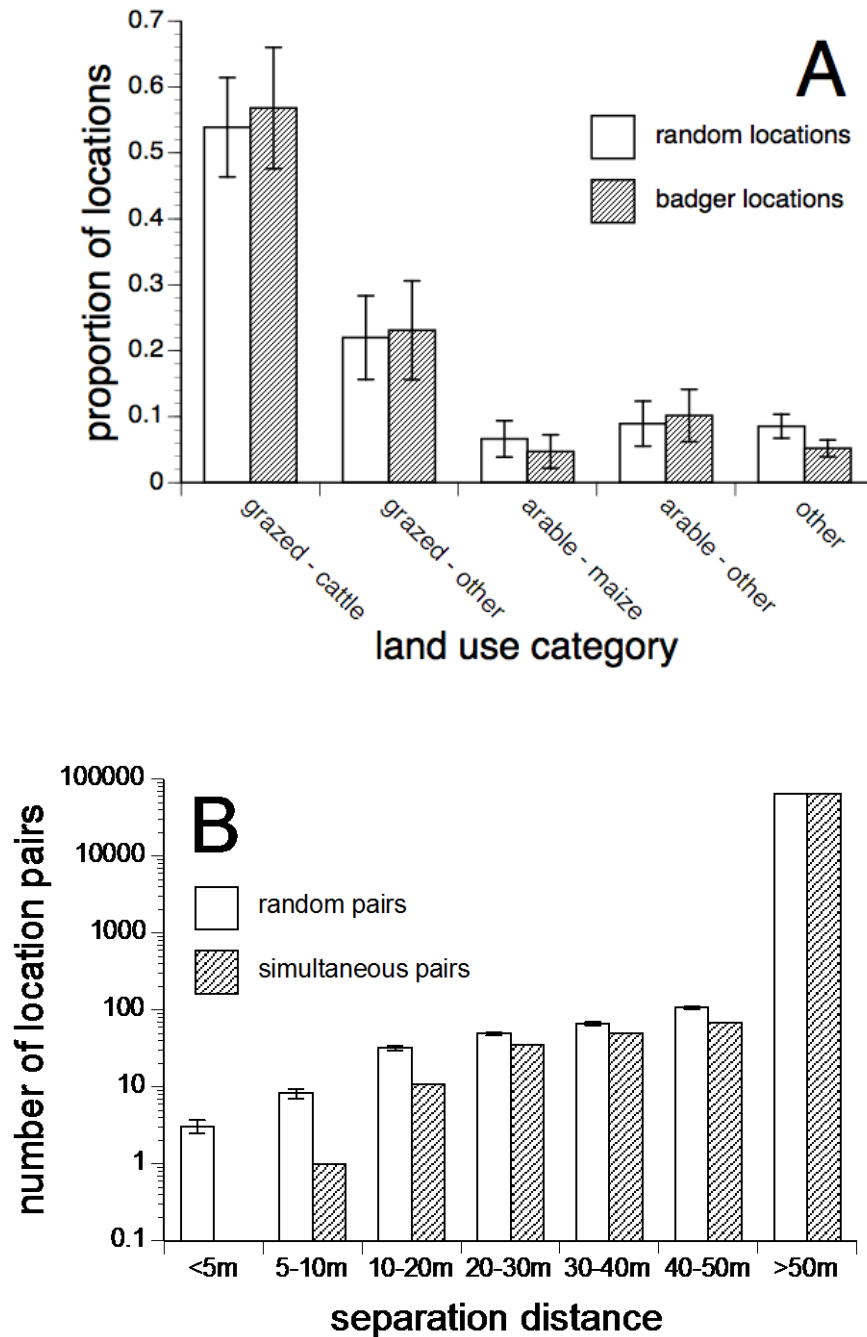 A
proportion of locations
0.7
0.6
0.5
0.4
0.3
0.2
0.1
0
random locations
badger locations
grazed - cattle
grazed - other
arable - maize
arable - other
other
land use category
B
number of location pairs
100000
10000
1000
100
10
1
0.1
random pairs
simultaneous pairs
<5m
5-10m
10-20m
20-30m
30-40m
40-50m
>50m
separation distance